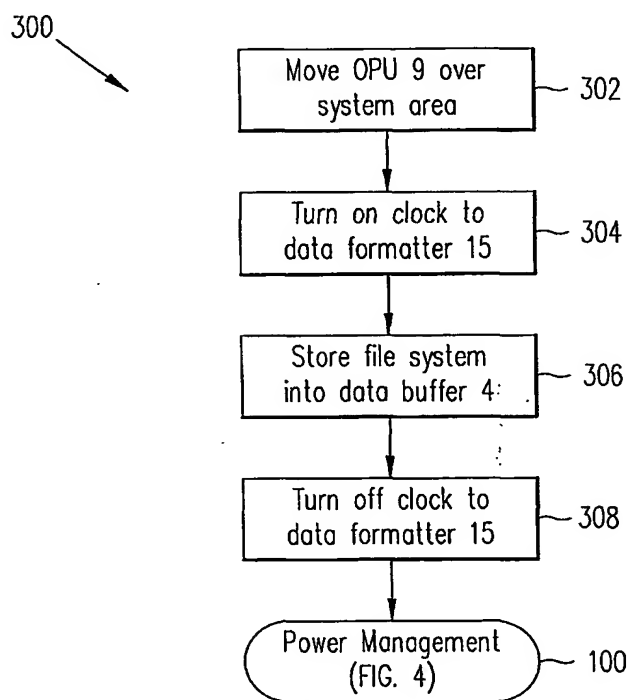 300
Move OPU 9 over
system area
302
Turn on clock to
data formatter 15
304
Store file system
into data buffer 4
306
Turn off clock to
data formatter 15
308
Power Management
(FIG. 4)
100